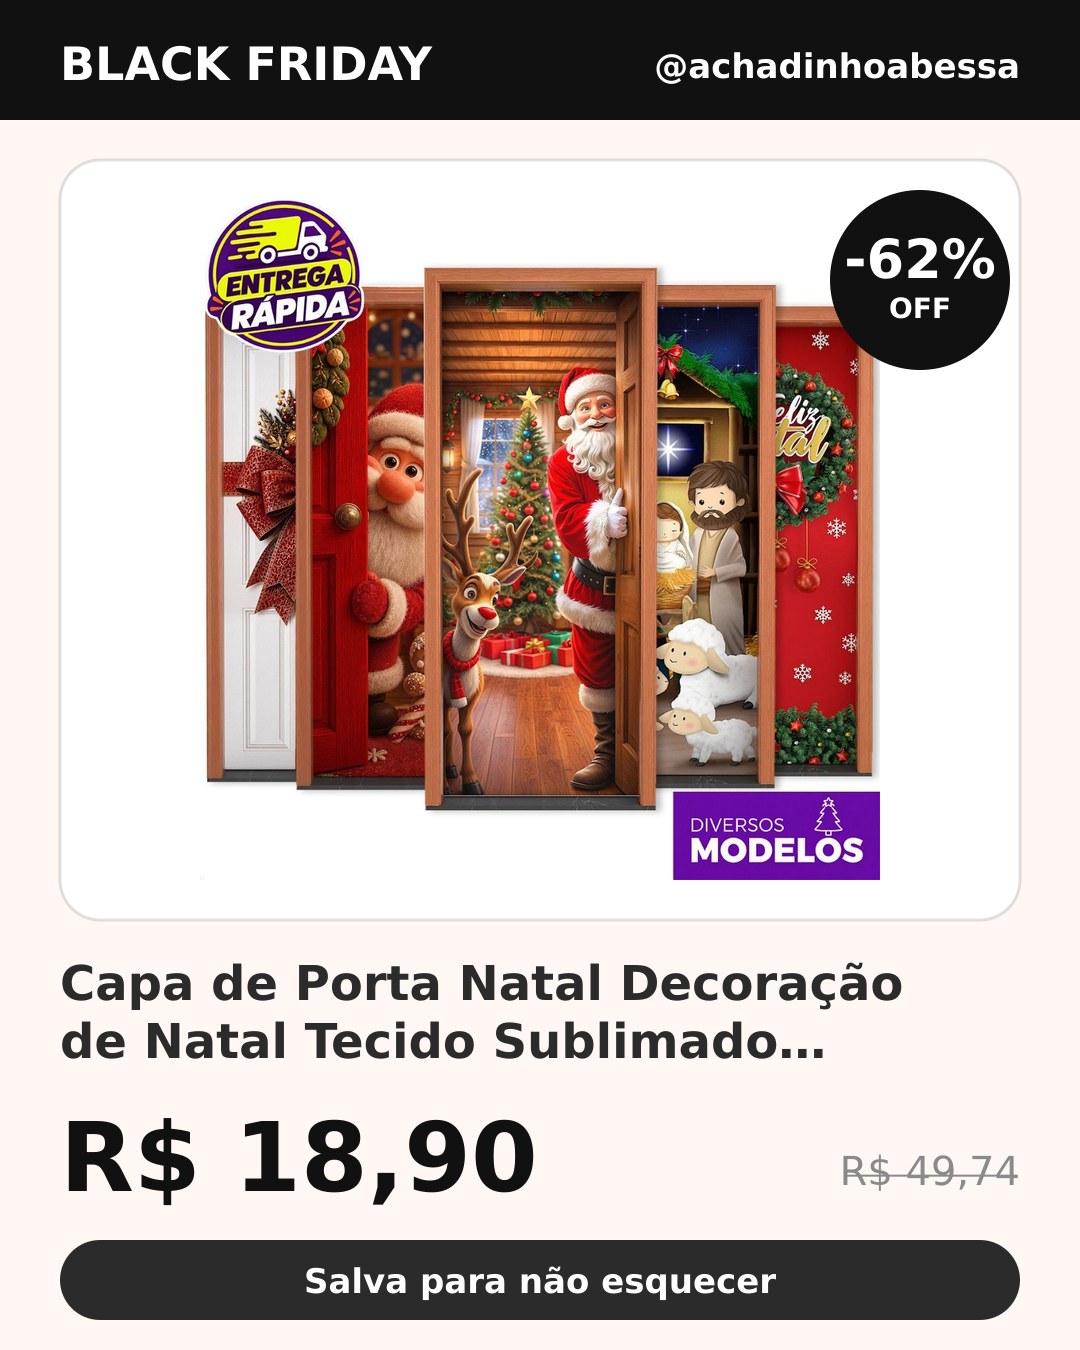 BLACK FRIDAY
@achadinhoabessa
ENTREGA
RÁPIDA
-62%
OFF
DIVERSOS
MODELOS
Capa de Porta Natal Decoração
de Natal Tecido Sublimado...
R$ 18,90
R$ 49,74
Salva para não esquecer